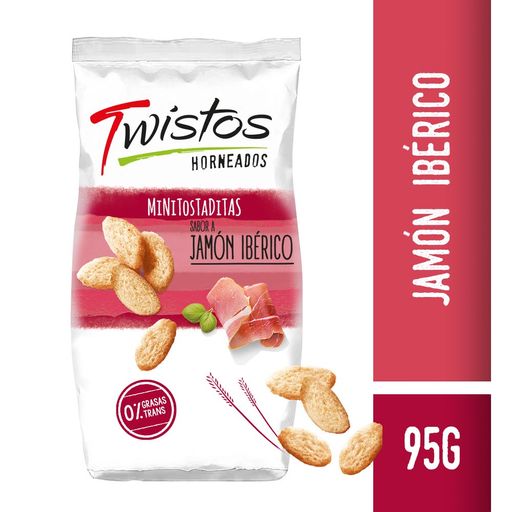 Twistos
HORNEADOS
MiNiTOSTADiTAS
SABOR A
JAMÓN IBÉRICO
0% GRASAS
TRANS
JAMÓN IBÉRICO
95G